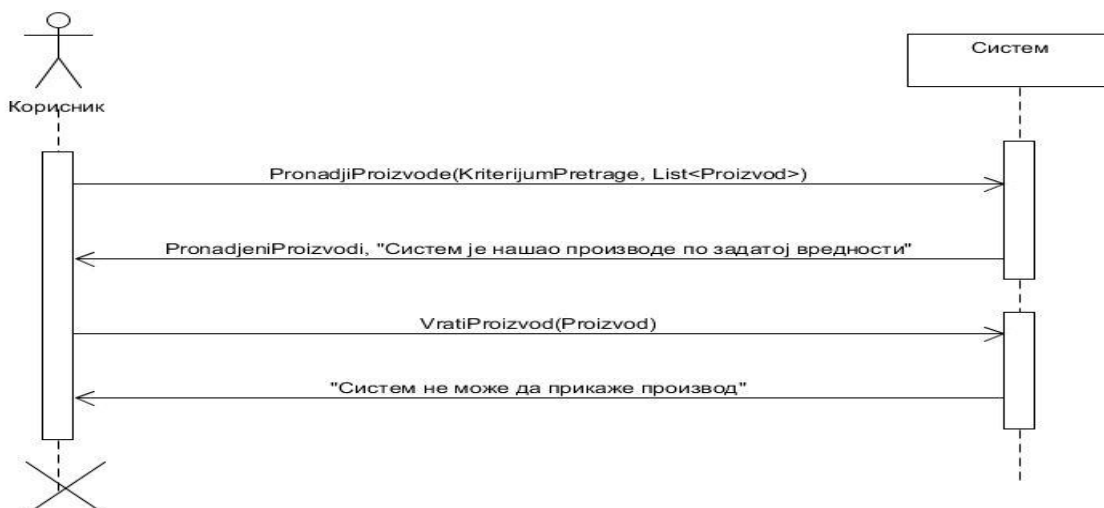 Систем
Корисник
PronadjiProizvode(KriterijumPretrage, List<Proizvod>)
PronadjeniProizvodi, "Систем је нашао производе по задатој вредности"
VratiProizvod(Proizvod)
"Систем не може да прикаже производ"